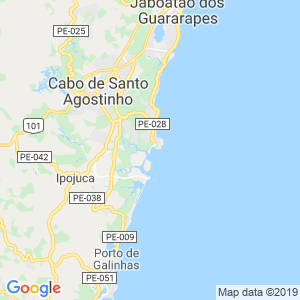 Jaboatão dos
Guararapes
PE-025
Cabo de Santo
Agostinho
PE-028
101
PE-042
Ipojuca
PE-038
PE-009
Porto de
Galinhas
PE-051
Google
Map data ©2019